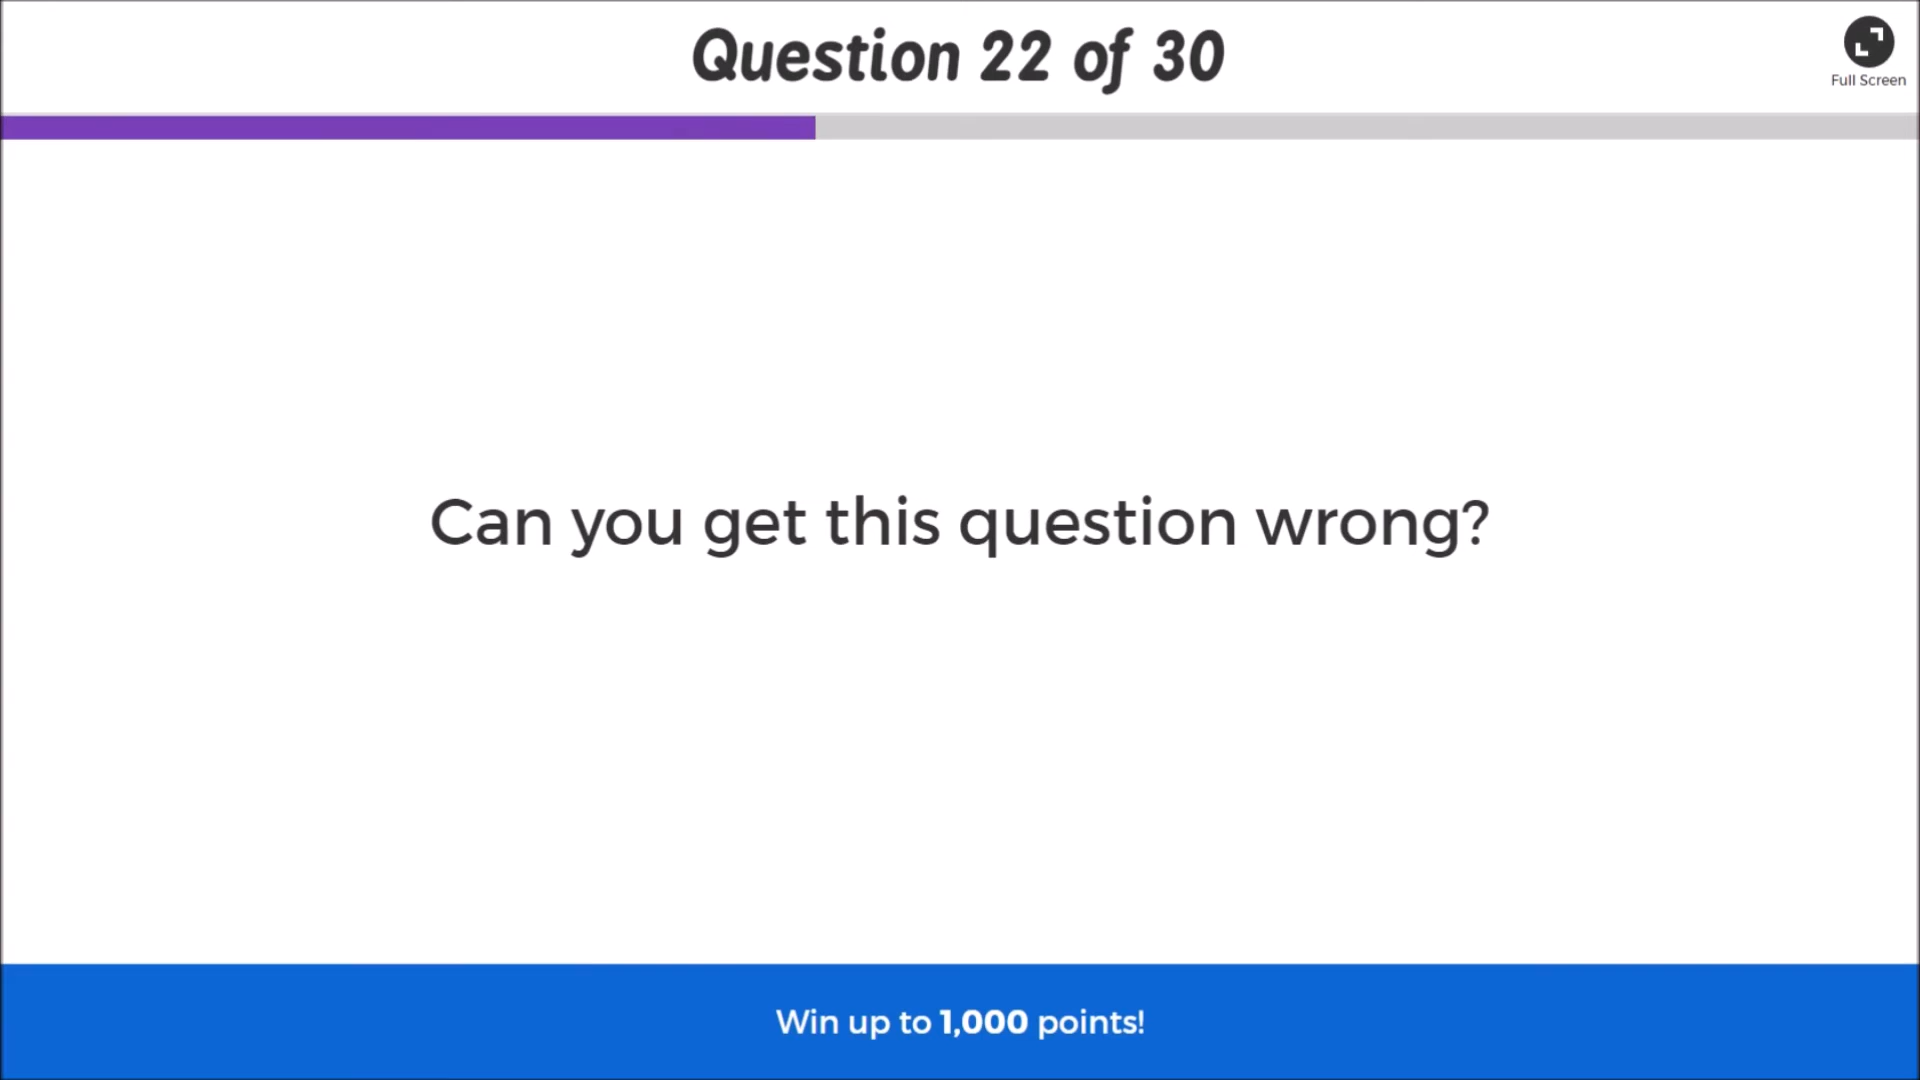 Question 22 of 30
Full Screen
Can you get this question wrong?
Win up to 1,000 points!